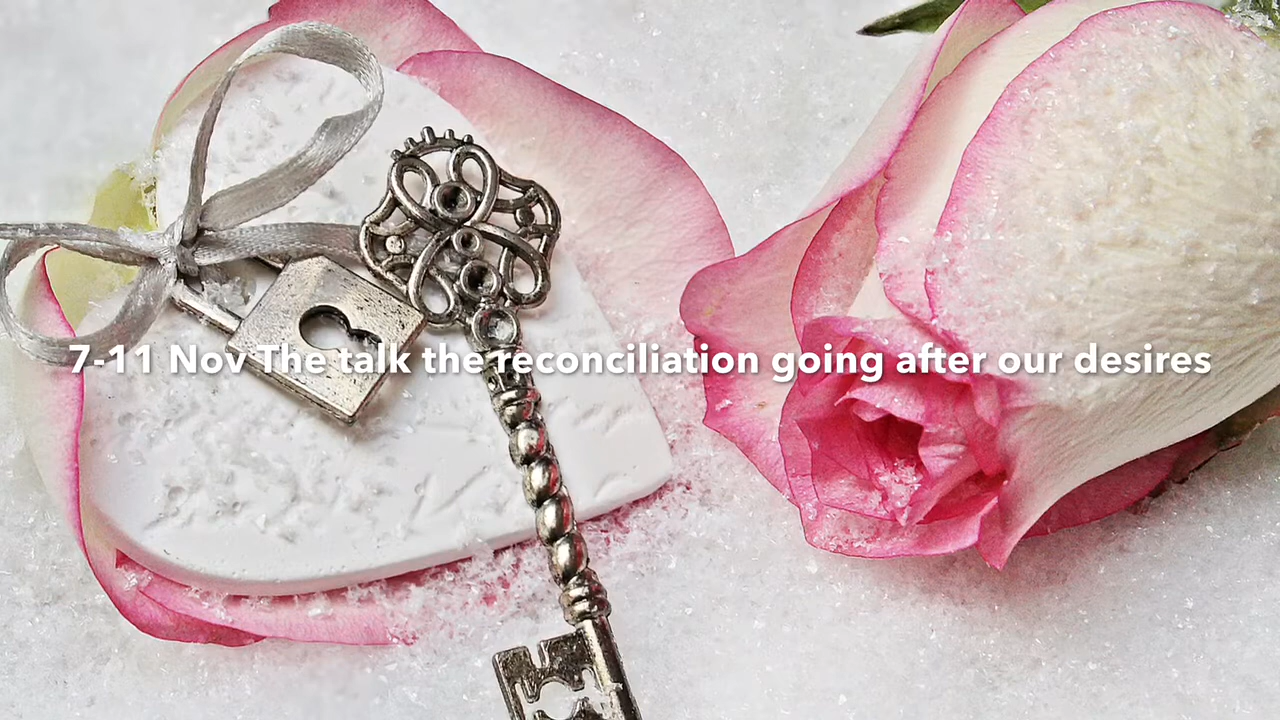 7-11 Nov The talk the reconciliation going after our desires